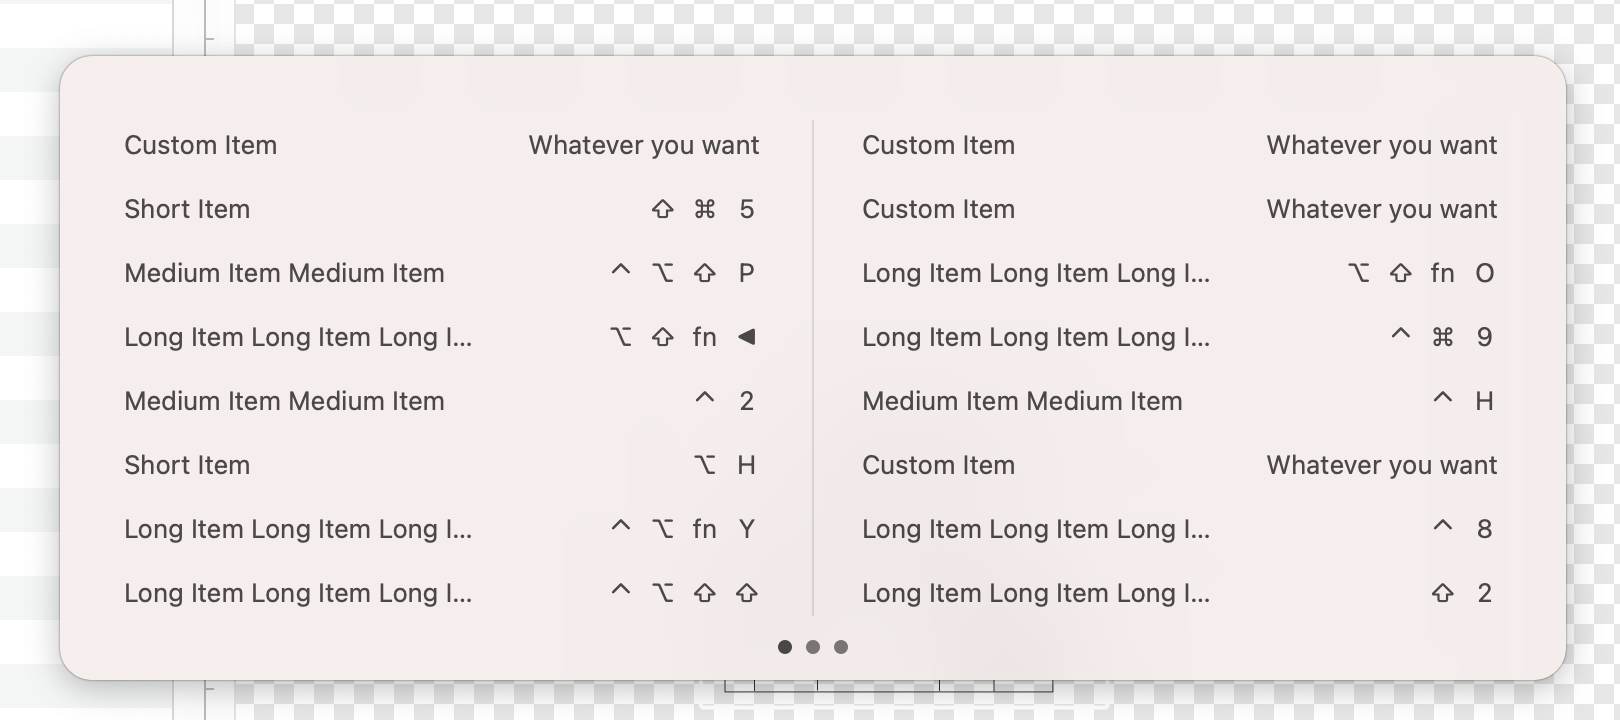 Custom Item Whatever you want
Short Item ⇧ ⌘ 5
Medium Item Medium Item ^ ⌥ ⇧ P
Long Item Long Item Long I... ⌥ ⇧ fn ◀
Medium Item Medium Item ^ 2
Short Item ⌥ H
Long Item Long Item Long I... ^ ⌥ fn Y
Long Item Long Item Long I... ^ ⌥ ⇧ ⇧
Custom Item Whatever you want
Custom Item Whatever you want
Long Item Long Item Long I... ⌥ ⇧ fn O
Long Item Long Item Long I... ^ ⌘ 9
Medium Item Medium Item ^ H
Custom Item Whatever you want
Long Item Long Item Long I... ^ 8
Long Item Long Item Long I... ⇧ 2